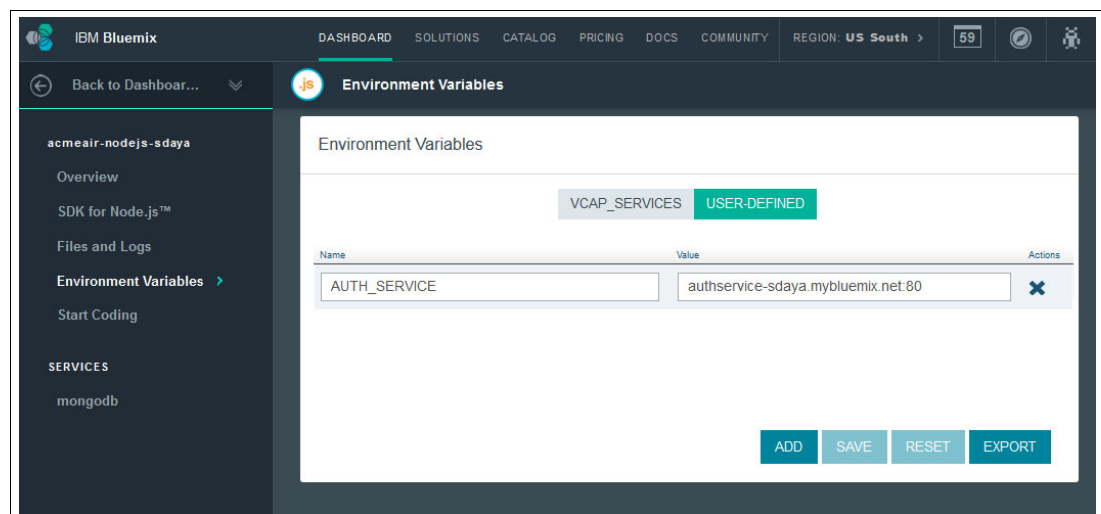 IBM Bluemix
DASHBOARD SOLUTIONS CATALOG PRICING DOCS COMMUNITY REGION: US South > 59
Back to Dashboar...
.js Environment Variables
acmeair-nodejs-sdaya
Overview
SDK for Node.js™
Files and Logs
Environment Variables >
Start Coding
SERVICES
mongodb
Environment Variables
VCAP_SERVICES USER-DEFINED
Name Value Actions
AUTH_SERVICE authservice-sdaya.mybluemix.net:80
ADD SAVE RESET EXPORT